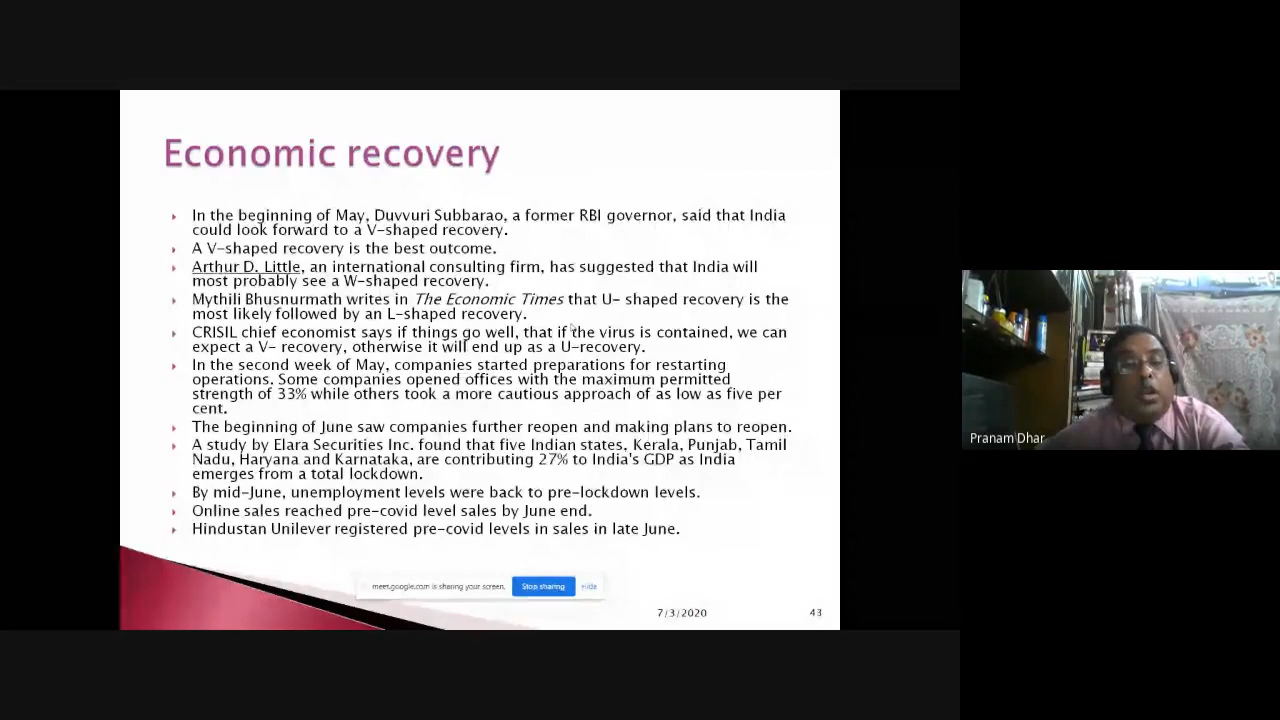 Economic recovery
In the beginning of May, Duvvuri Subbarao, a former RBI governor, said that India
could look forward to a V-shaped recovery.
A V-shaped recovery is the best outcome.
Arthur D. Little, an international consulting firm, has suggested that India will
most probably see a W-shaped recovery.
Mythili Bhusnurmath writes in The Economic Times that U- shaped recovery is the
most likely followed by an L-shaped recovery.
CRISIL chief economist says if things go well, that if the virus is contained, we can
expect a V- recovery, otherwise it will end up as a U-recovery.
In the second week of May, companies started preparations for restarting
operations. Some companies opened offices with the maximum permitted
strength of 33% while others took a more cautious approach of as low as five per
cent.
The beginning of June saw companies further reopen and making plans to reopen.
A study by Elara Securities Inc. found that five Indian states, Kerala, Punjab, Tamil
Nadu, Haryana and Karnataka, are contributing 27% to India's GDP as India
emerges from a total lockdown.
By mid-June, unemployment levels were back to pre-lockdown levels.
Online sales reached pre-covid level sales by June end.
Hindustan Unilever registered pre-covid levels in sales in late June.
meet.google.com is sharing your screen. Stop sharing Hide
7/3/2020 43
Pranam Dhar